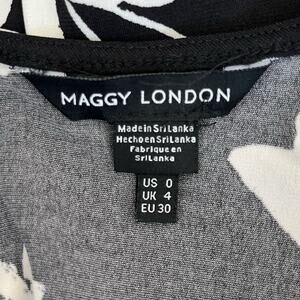 MAGGY LONDON
Made in Sri Lanka
Hecho en Sri Lanka
Fabrique en
Sri Lanka
US 0
UK 4
EU 30